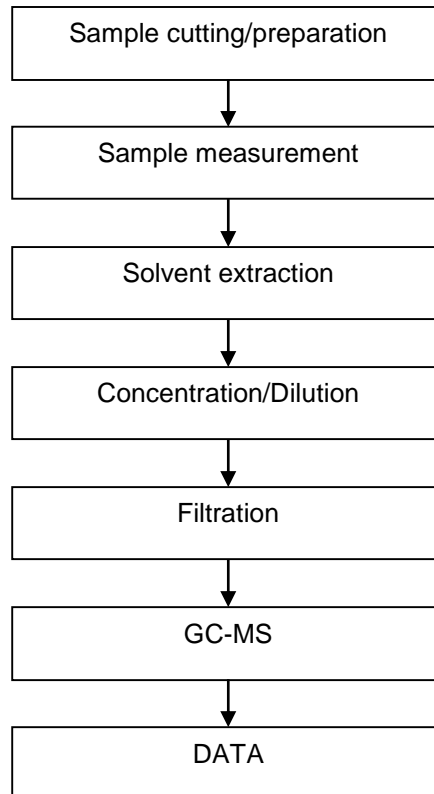 Sample cutting/preparation
Sample measurement
Solvent extraction
Concentration/Dilution
Filtration
GC-MS
DATA